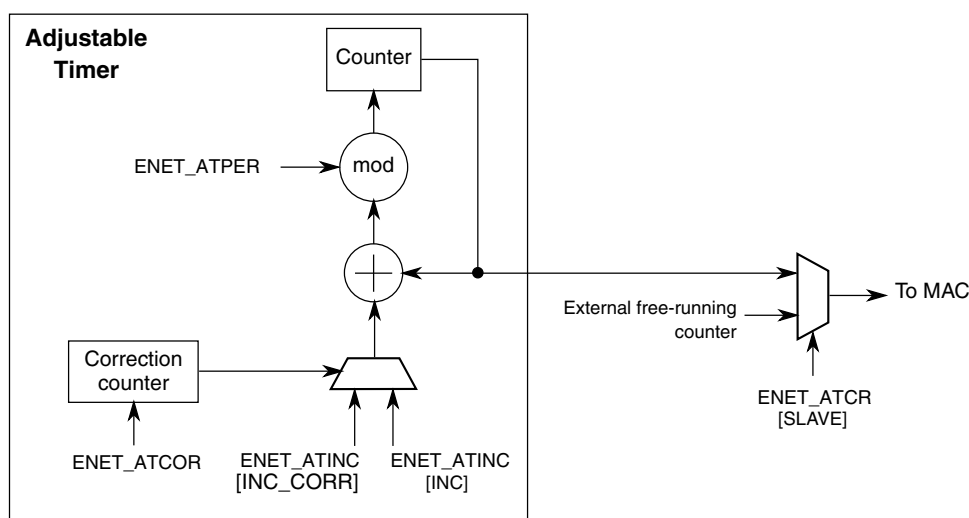 Adjustable
Timer
Counter
ENET_ATPER
mod
External free-running
counter
To MAC
Correction
counter
ENET_ATCR
[SLAVE]
ENET_ATCOR
ENET_ATINC
[INC_CORR]
ENET_ATINC
[INC]